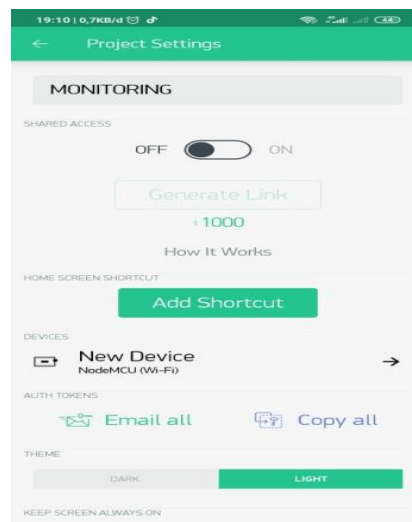 19:10 | 0,7KB/d
Project Settings
MONITORING
SHARED ACCESS
OFF ON
Generate Link
1000
How It Works
HOME SCREEN SHORTCUT
Add Shortcut
DEVICES
New Device
NodeMCU (Wi-Fi)
AUTH TOKENS
Email all Copy all
THEME
DARK LIGHT
KEEP SCREEN ALWAYS ON